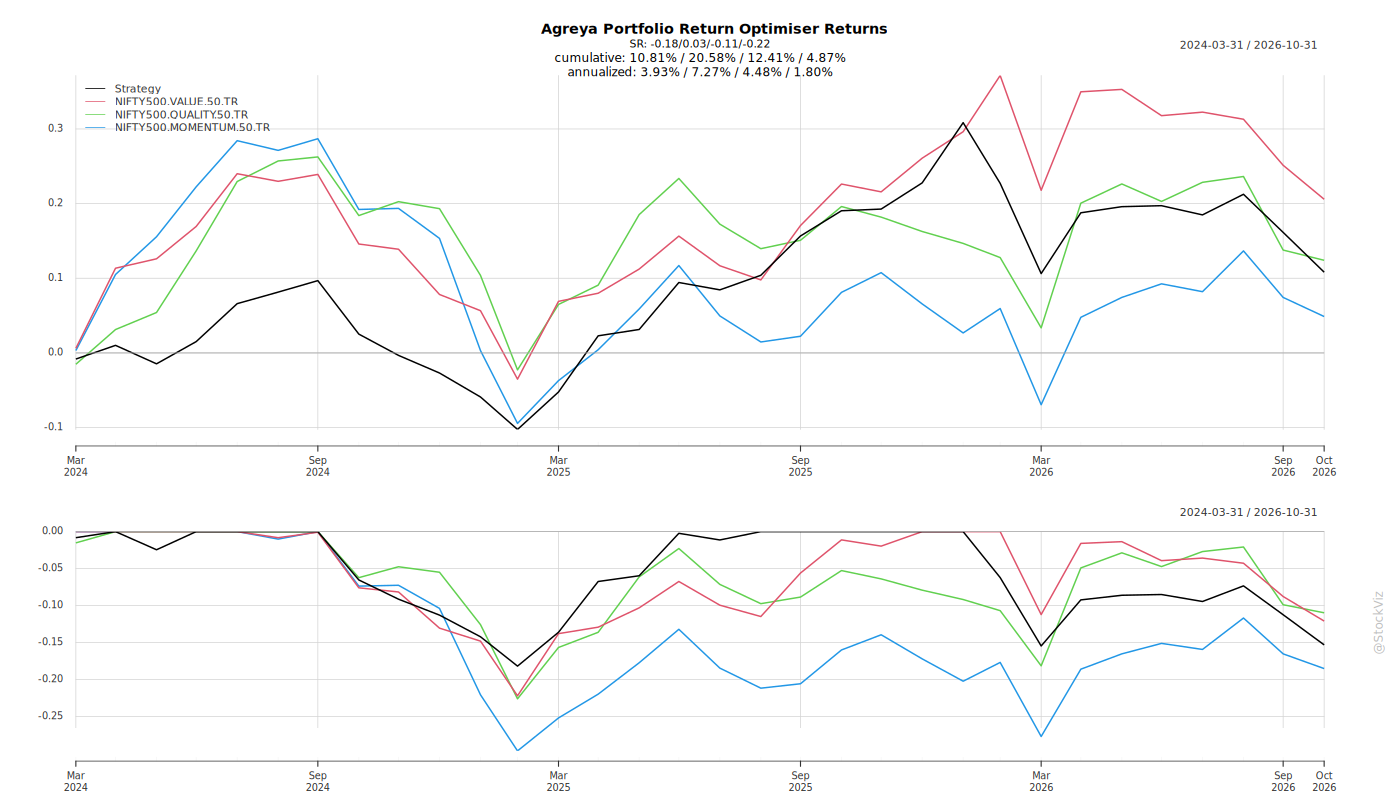 Agreya Portfolio Return Optimiser Returns
SR: -0.18/0.03/-0.11/-0.22
cumulative: 10.81% / 20.58% / 12.41% / 4.87%
annualized: 3.93% / 7.27% / 4.48% / 1.80%
2024-03-31 / 2026-10-31
Strategy
NIFTY500.VALUE.50.TR
NIFTY500.QUALITY.50.TR
NIFTY500.MOMENTUM.50.TR
0.3
0.2
0.1
0.0
-0.1
Mar Sep Mar Sep Mar Sep Oct
2024 2024 2025 2025 2026 2026 2026
2024-03-31 / 2026-10-31
0.00
-0.05
-0.10
-0.15
-0.20
-0.25
Mar Sep Mar Sep Mar Sep Oct
2024 2024 2025 2025 2026 2026 2026
@StockViz